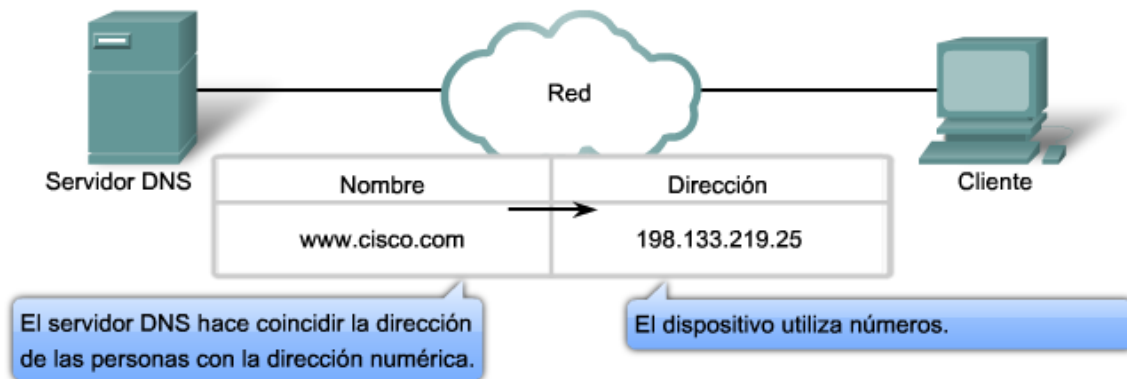 Red
Servidor DNS
Cliente
Nombre
Dirección
www.cisco.com
198.133.219.25
El servidor DNS hace coincidir la dirección
de las personas con la dirección numérica.
El dispositivo utiliza números.